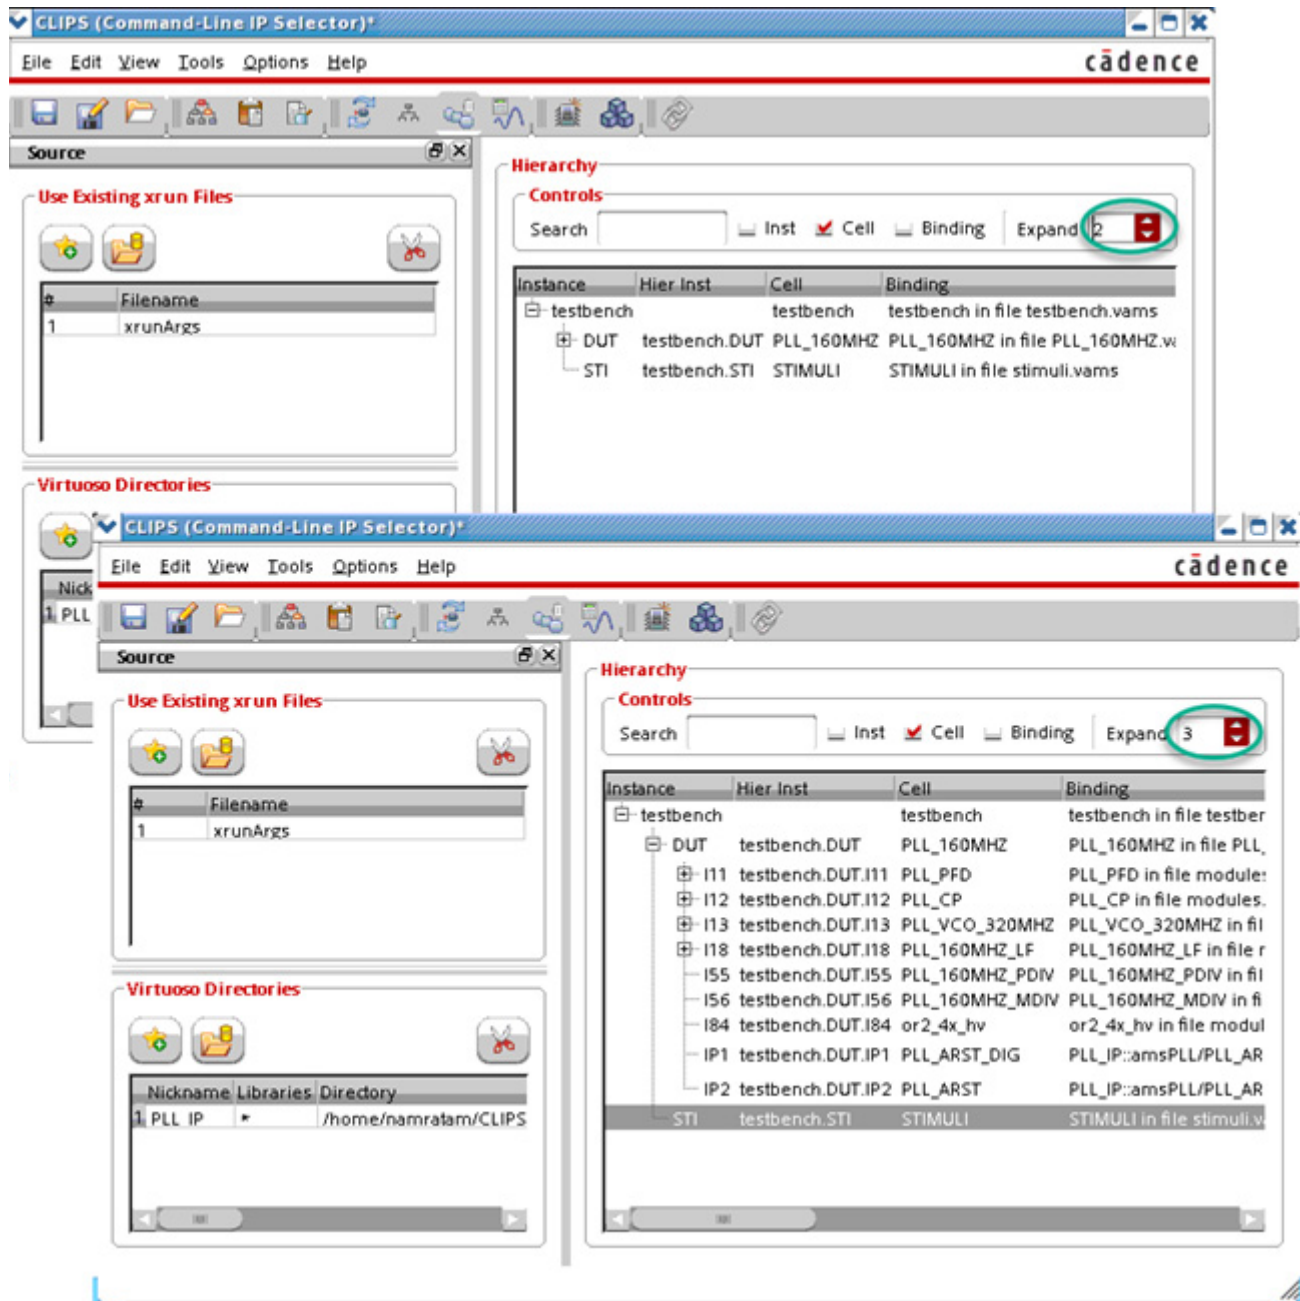 CLIPS (Command-Line IP Selector)*
File Edit View Tools Options Help
cādence
Source
Use Existing xrun Files
# Filename
1 xrunArgs
Virtuoso Directories
Nick
1 PLL
Hierarchy
Controls
Search Inst Cell Binding Expand 2
Instance Hier Inst Cell Binding
testbench testbench testbench in file testbench.vams
DUT testbench.DUT PLL_160MHZ PLL_160MHZ in file PLL_160MHZ.va
STI testbench.STI STIMULI STIMULI in file stimuli.vams
CLIPS (Command-Line IP Selector)*
File Edit View Tools Options Help
cādence
Source
Use Existing xrun Files
# Filename
1 xrunArgs
Virtuoso Directories
Nickname Libraries Directory
1 PLL_IP * /home/namratam/CLIPS
Hierarchy
Controls
Search Inst Cell Binding Expand 3
Instance Hier Inst Cell Binding
testbench testbench testbench in file testber
DUT testbench.DUT PLL_160MHZ PLL_160MHZ in file PLL_
I11 testbench.DUT.I11 PLL_PFD PLL_PFD in file module:
I12 testbench.DUT.I12 PLL_CP PLL_CP in file modules.
I13 testbench.DUT.I13 PLL_VCO_320MHZ PLL_VCO_320MHZ in fil
I18 testbench.DUT.I18 PLL_160MHZ_LF PLL_160MHZ_LF in file r
I55 testbench.DUT.I55 PLL_160MHZ_PDIV PLL_160MHZ_PDIV in fil
I56 testbench.DUT.I56 PLL_160MHZ_MDIV PLL_160MHZ_MDIV in fi
I84 testbench.DUT.I84 or2_4x_hv or2_4x_hv in file modul
IP1 testbench.DUT.IP1 PLL_ARST_DIG PLL_IP::amsPLL/PLL_AR
IP2 testbench.DUT.IP2 PLL_ARST PLL_IP::amsPLL/PLL_AR
STI testbench.STI STIMULI STIMULI in file stimuli.v